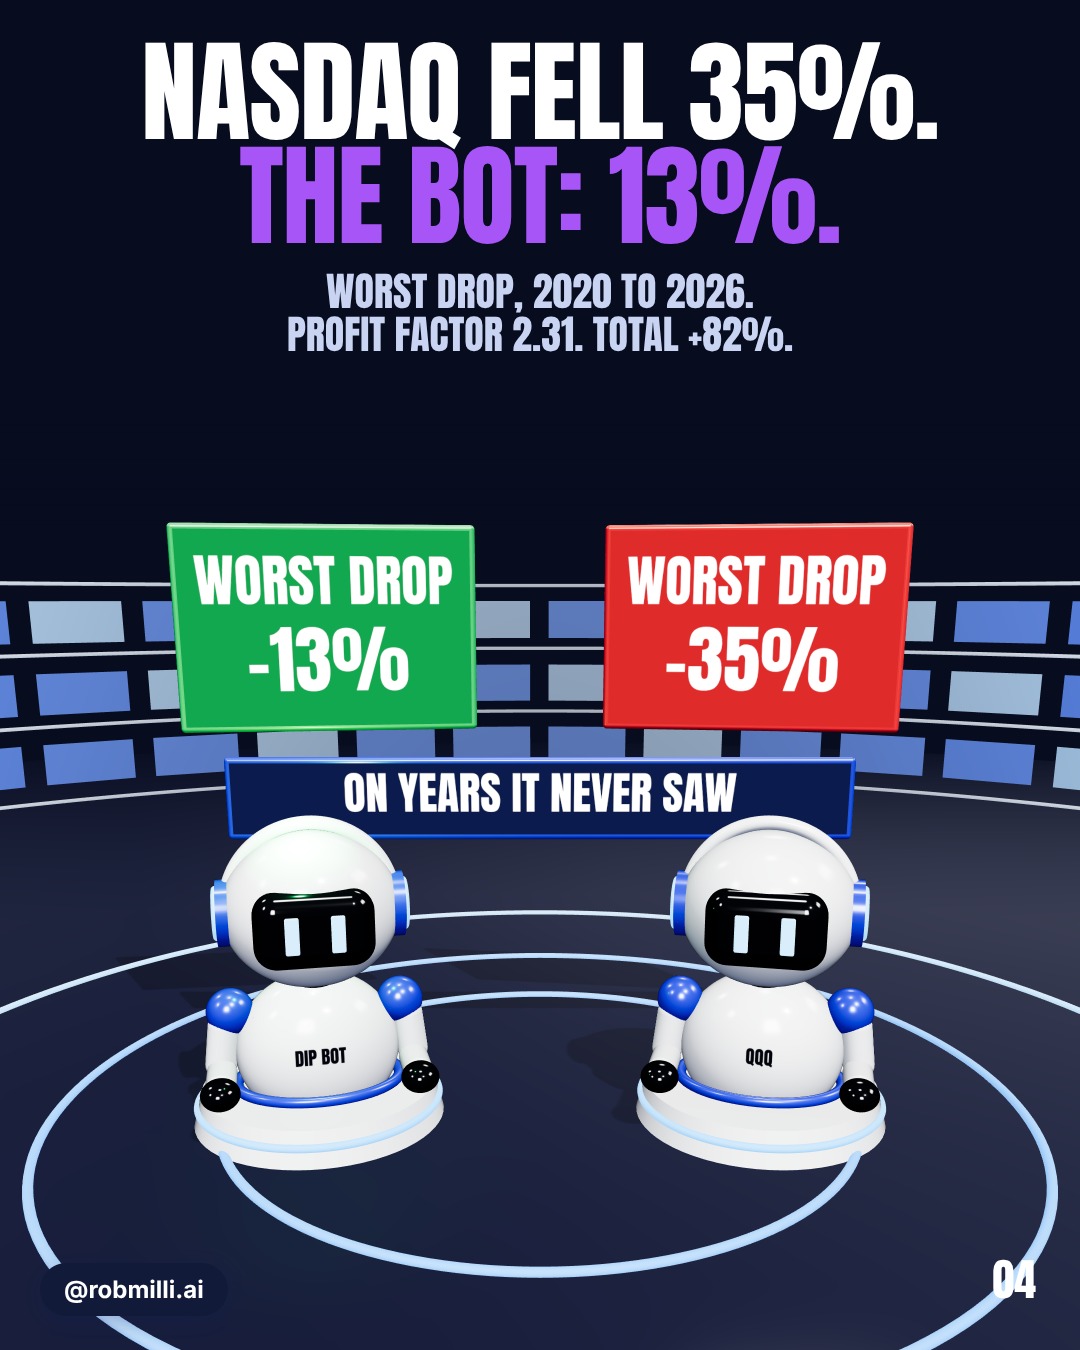 NASDAQ FELL 35%.
THE BOT: 13%.
WORST DROP, 2020 TO 2026.
PROFIT FACTOR 2.31. TOTAL +82%.
WORST DROP
-13%
WORST DROP
-35%
ON YEARS IT NEVER SAW
DIP BOT
QQQ
@robmilli.ai
04